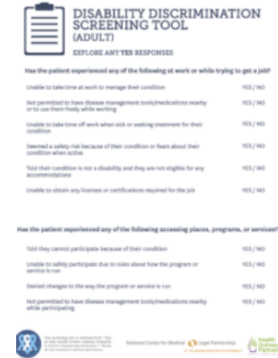 DISABILITY DISCRIMINATION
SCREENING TOOL
(ADULT)
EXPLORE ANY YES RESPONSES
Has the patient experienced any of the following at work or while trying to get a job?
Unable to take time at work to manage their condition YES / NO
Not permitted to have disease management tools/medications nearby YES / NO
or to use them freely while working
Unable to take time off work when sick or seeking treatment for their YES / NO
condition
Deemed a safety risk because of their condition or fears about their YES / NO
condition when active
Told their condition is not a disability and they are not eligible for any YES / NO
accommodations
Unable to obtain any licenses or certifications required for the job YES / NO
Has the patient experienced any of the following accessing places, programs, or services?
Told they cannot participate because of their condition YES / NO
Unable to safely participate due to rules about how the program or YES / NO
service is run
Denied changes to the way the program or service is run YES / NO
Not permitted to have disease management tools/medications nearby YES / NO
while participating
National Center for Medical Legal Partnership